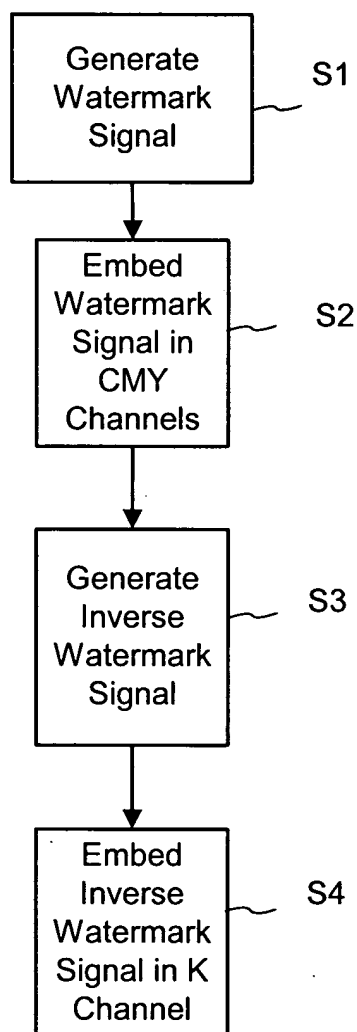 Generate
Watermark
Signal
S1
Embed
Watermark
Signal in
CMY
Channels
S2
Generate
Inverse
Watermark
Signal
S3
Embed
Inverse
Watermark
Signal in K
Channel
S4